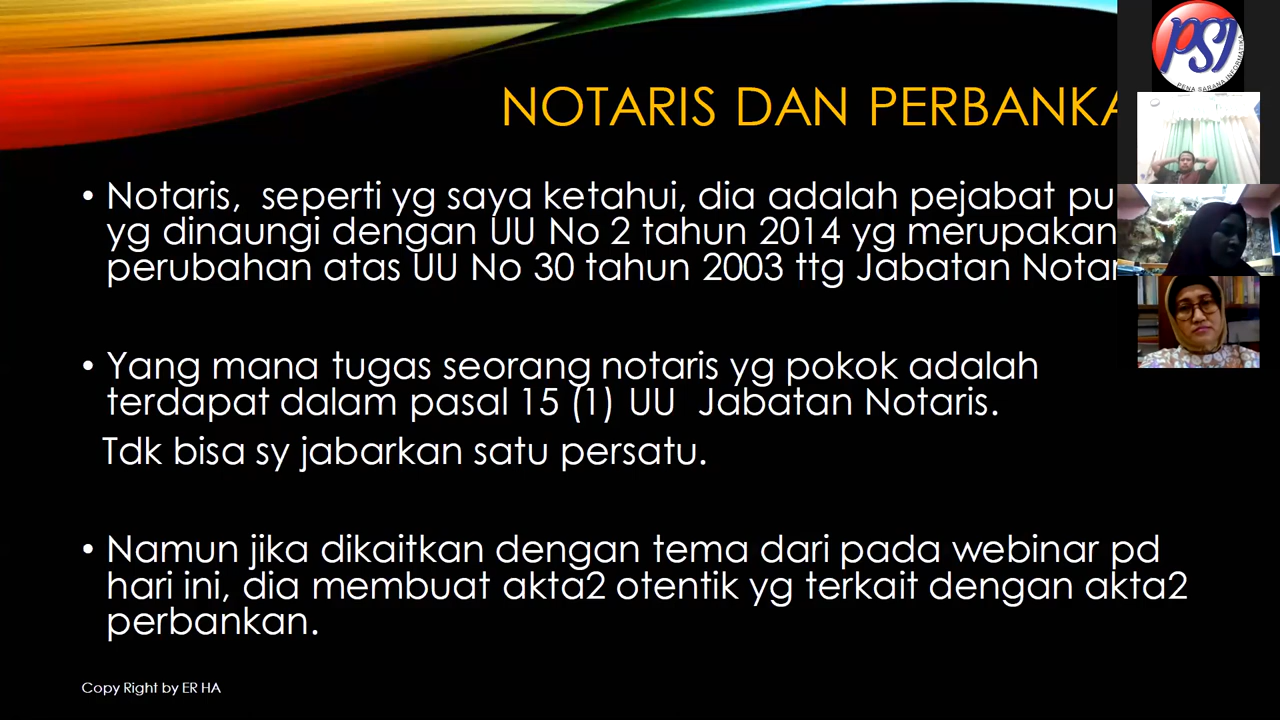 NOTARIS DAN PERBANKA
PSI
PENA SARANA INFORMATIKA
• Notaris,  seperti yg saya ketahui, dia adalah pejabat pu
yg dinaungi dengan UU No 2 tahun 2014 yg merupakan
perubahan atas UU No 30 tahun 2003 ttg Jabatan Notar
• Yang mana tugas seorang notaris yg pokok adalah
terdapat dalam pasal 15 (1) UU  Jabatan Notaris.
Tdk bisa sy jabarkan satu persatu.
• Namun jika dikaitkan dengan tema dari pada webinar pd
hari ini, dia membuat akta2 otentik yg terkait dengan akta2
perbankan.
Copy Right by ER HA